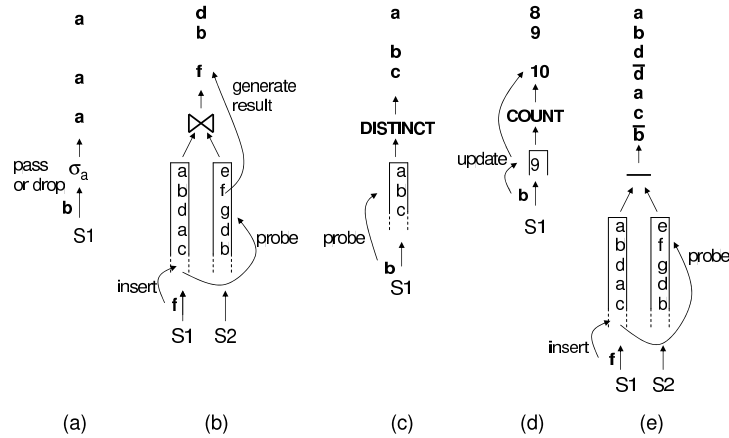 a
a
a
pass
or drop
σa
b
S1
(a)
d
b
f
generate
result
a
b
d
a
c
e
f
g
d
b
probe
insert
f
S1 S2
(b)
a
b
c
DISTINCT
a
b
c
probe
b
S1
(c)
8
9
10
COUNT
update
9
b
S1
(d)
a
b
d
d̅
a
c
b̅
a
b
d
a
c
e
f
g
d
b
probe
insert
f
S1 S2
(e)